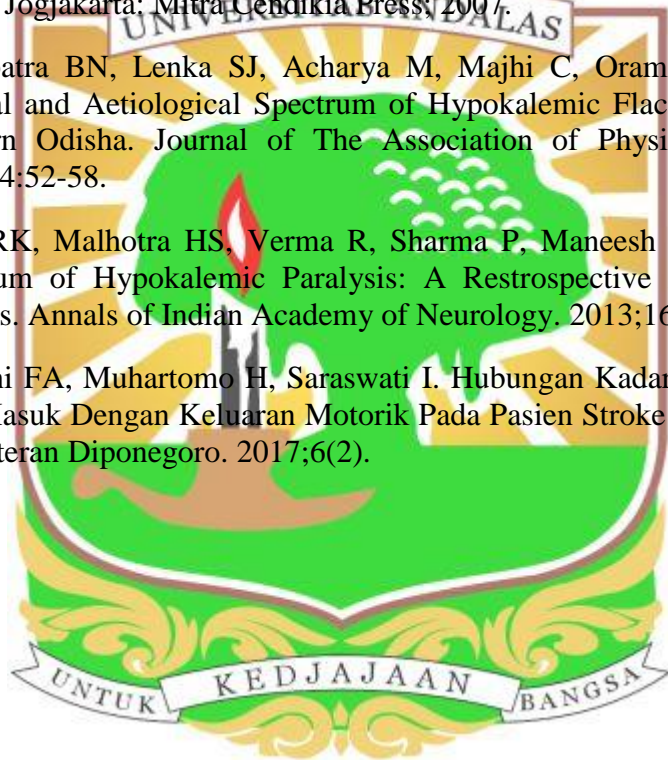 Jogjakarta: Mitra Cendikia Press; 2007.
UNIVERSITAS ANDALAS
atra BN, Lenka SJ, Acharya M, Majhi C, Oram
al and Aetiological Spectrum of Hypokalemic Flac
rn Odisha. Journal of The Association of Physi
4:52-58.
RK, Malhotra HS, Verma R, Sharma P, Maneesh
um of Hypokalemic Paralysis: A Restrospective
s. Annals of Indian Academy of Neurology. 2013;16
ni FA, Muhartomo H, Saraswati I. Hubungan Kadar
Masuk Dengan Keluaran Motorik Pada Pasien Stroke
teran Diponegoro. 2017;6(2).
UNTUK KEDJAJAAN BANGSA